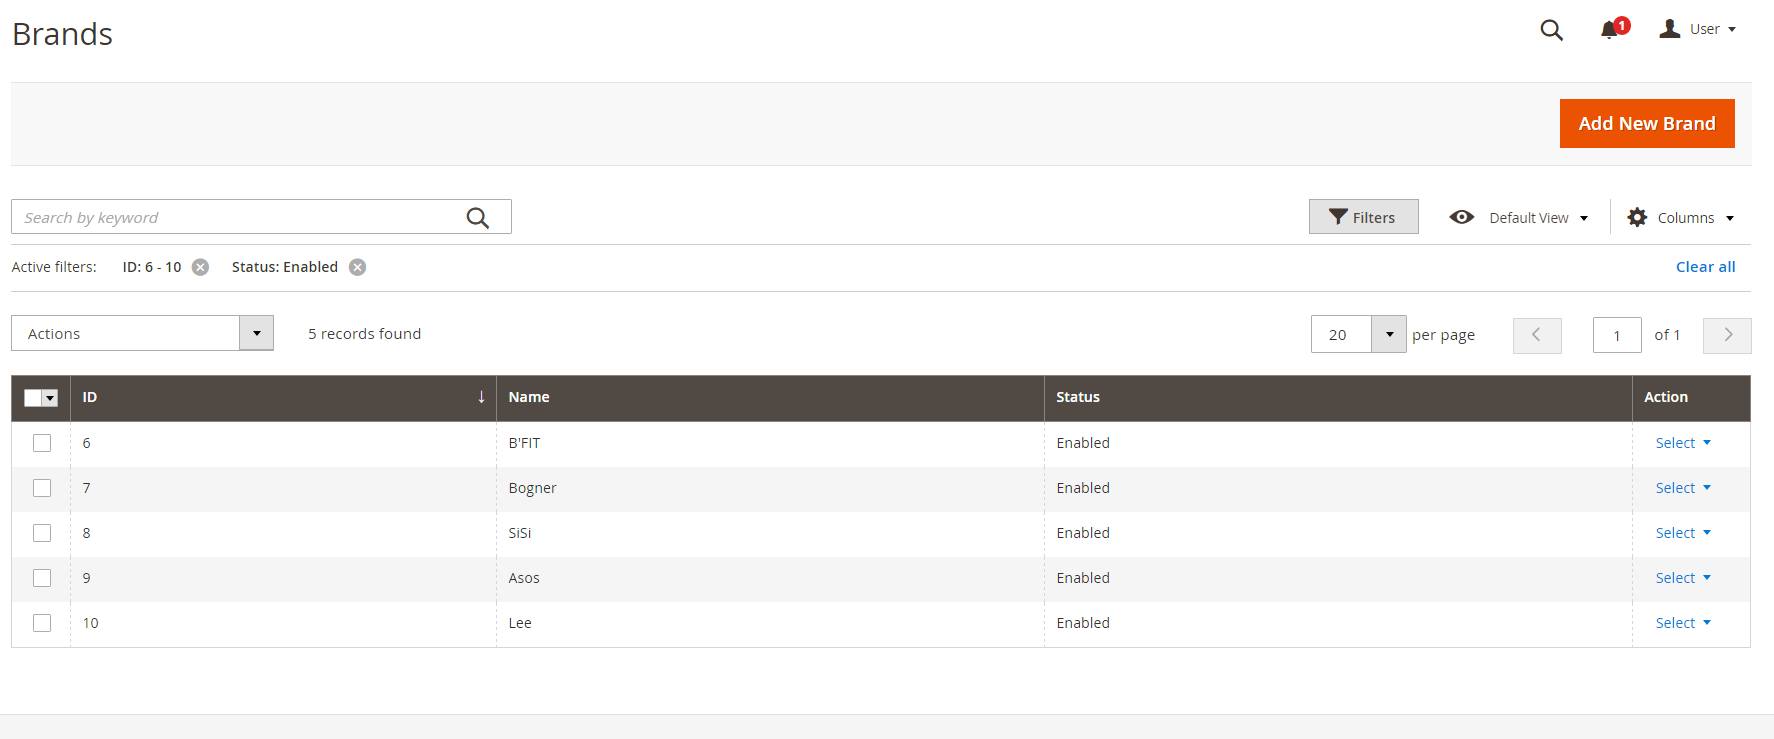 Brands
1
User
Add New Brand
Search by keyword
Filters
Default View
Columns
Active filters: ID: 6 - 10 Status: Enabled Clear all
Actions 5 records found 20 per page 1 of 1
ID ↓ Name Status Action
6 B'FIT Enabled Select
7 Bogner Enabled Select
8 SiSi Enabled Select
9 Asos Enabled Select
10 Lee Enabled Select